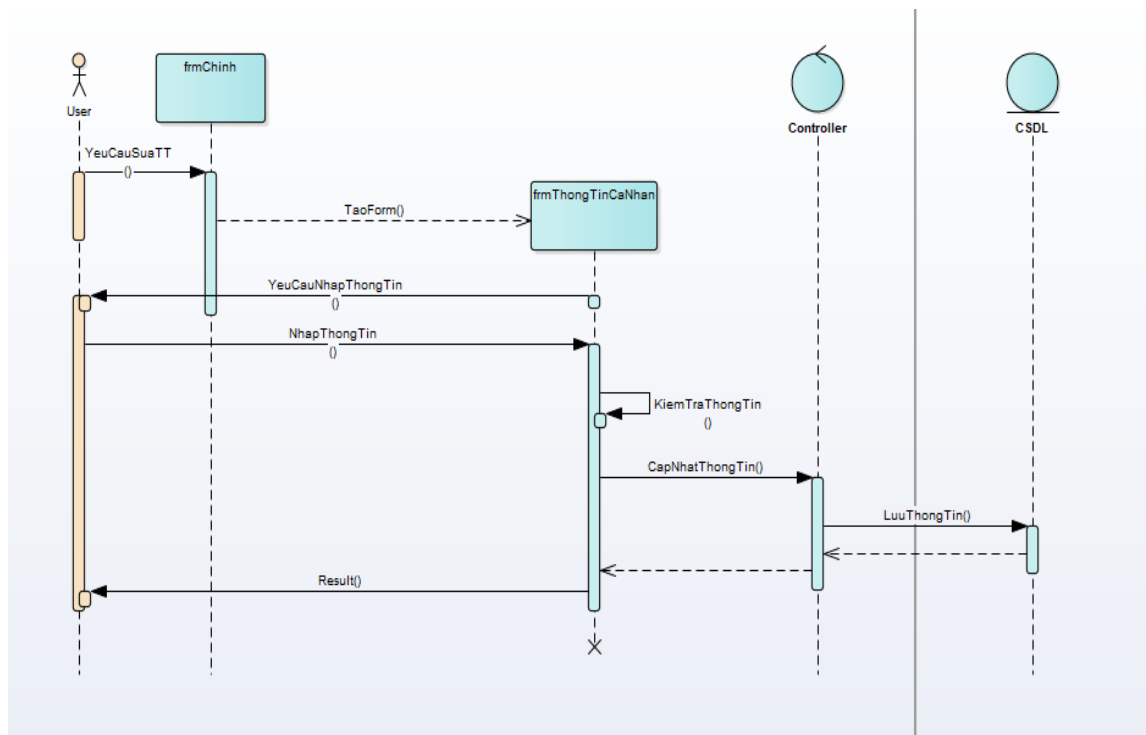 frmChinh
User
Controller
CSDL
YeuCauSuaTT
()
frmThongTinCaNhan
TaoForm()
YeuCauNhapThongTin
()
NhapThongTin
()
KiemTraThongTin
()
CapNhatThongTin()
LuuThongTin()
Result()